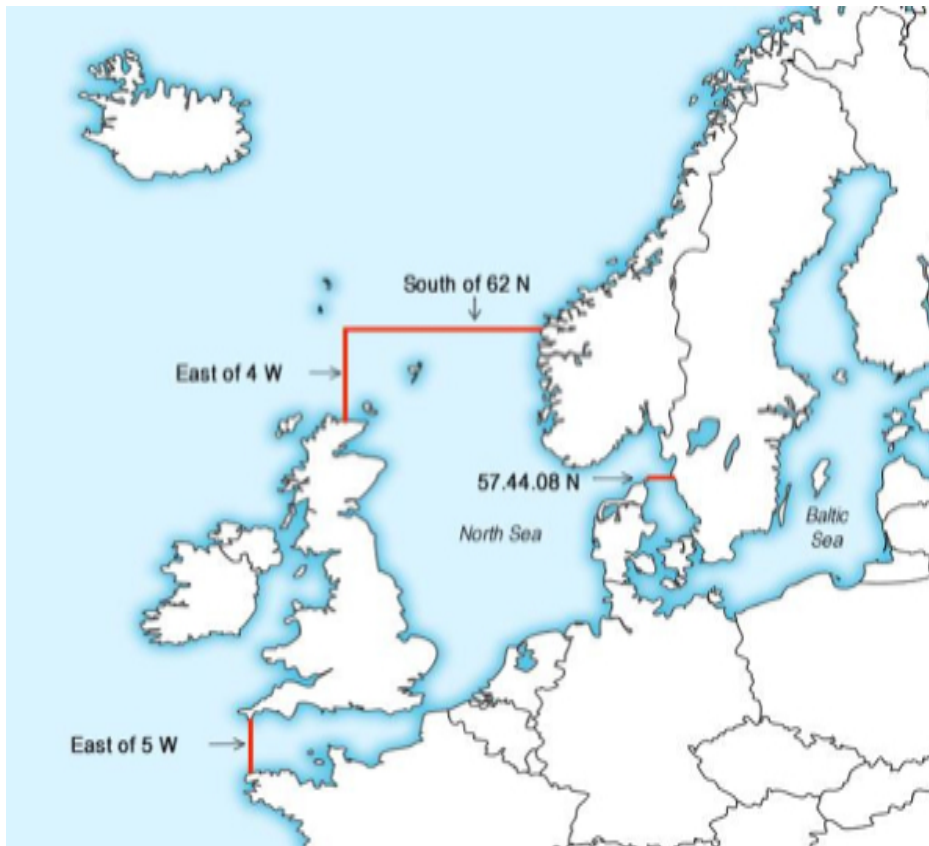 South of 62 N
East of 4 W
57.44.08 N
North Sea
Baltic
Sea
East of 5 W